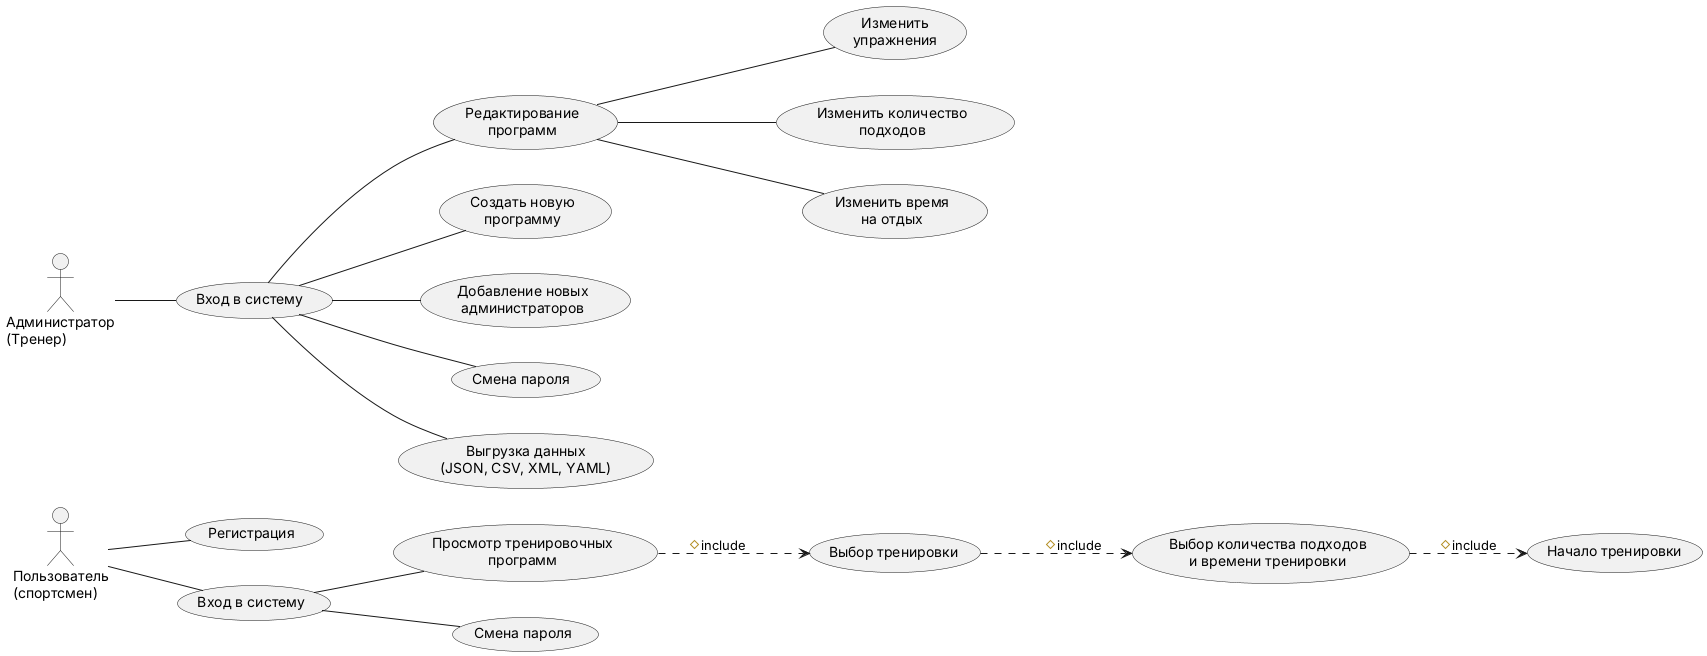 Изменить
упражнения
Редактирование
программ
Изменить количество
подходов
Создать новую
программу
Изменить время
на отдых
Администратор
(Тренер)
Вход в систему
Добавление новых
администраторов
Смена пароля
Выгрузка данных
(JSON, CSV, XML, YAML)
Пользователь
(спортсмен)
Регистрация
Вход в систему
Просмотр тренировочных
программ
include
Выбор тренировки
include
Выбор количества подходов
и времени тренировки
include
Начало тренировки
Смена пароля